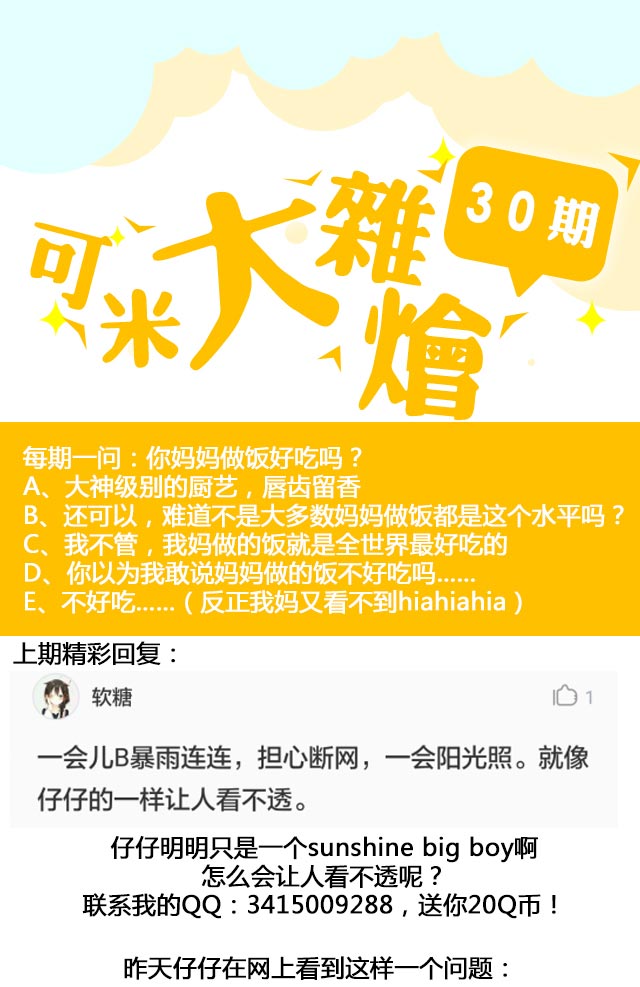 可米大雜燴
30期
每期一问：你妈妈做饭好吃吗？
A、大神级别的厨艺，唇齿留香
B、还可以，难道不是大多数妈妈做饭都是这个水平吗？
C、我不管，我妈做的饭就是全世界最好吃的
D、你以为我敢说妈妈做的饭不好吃吗……
E、不好吃……（反正我妈又看不到hiahiahia）
上期精彩回复：
软糖
1
一会儿B暴雨连连，担心断网，一会阳光照。就像
仔仔的一样让人看不透。
仔仔明明只是一个sunshine big boy啊
怎么会让人看不透呢？
联系我的QQ：3415009288，送你20Q币！
昨天仔仔在网上看到这样一个问题：